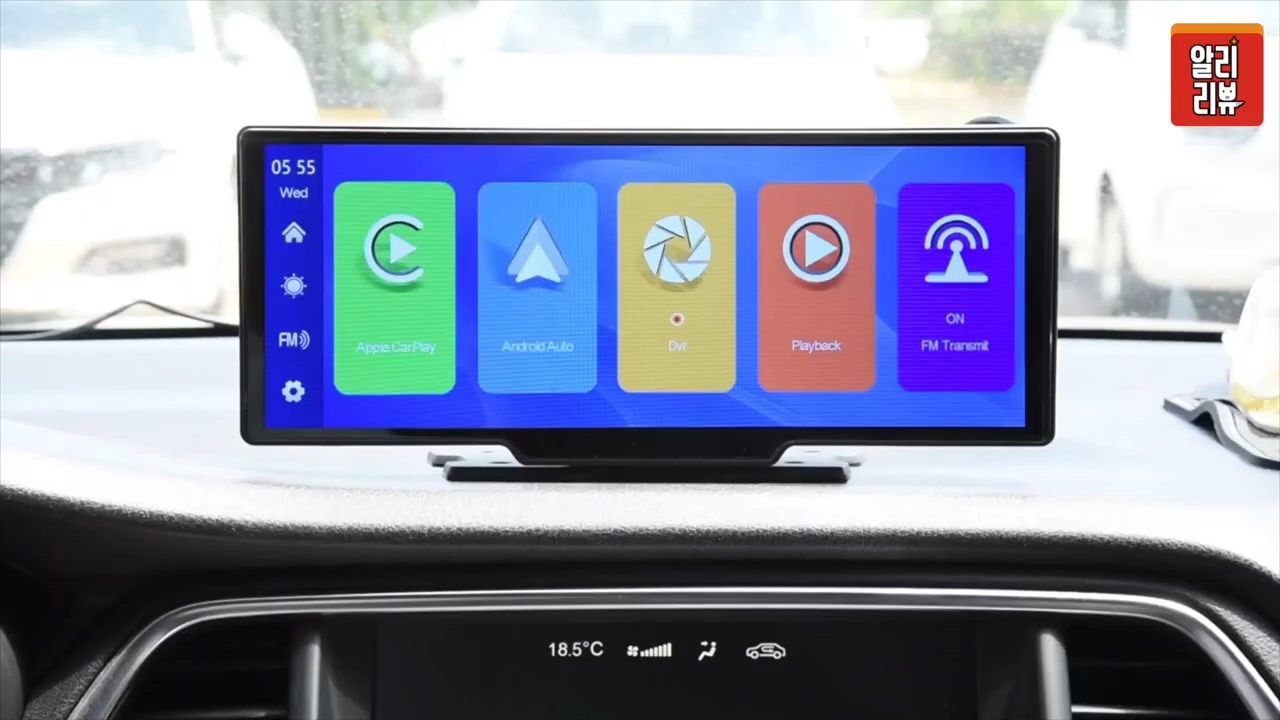 알리
리뷰
05 55
Wed
FM
Apple CarPlay
Android Auto
Dvr
Playback
ON
FM Transmit
18.5°C